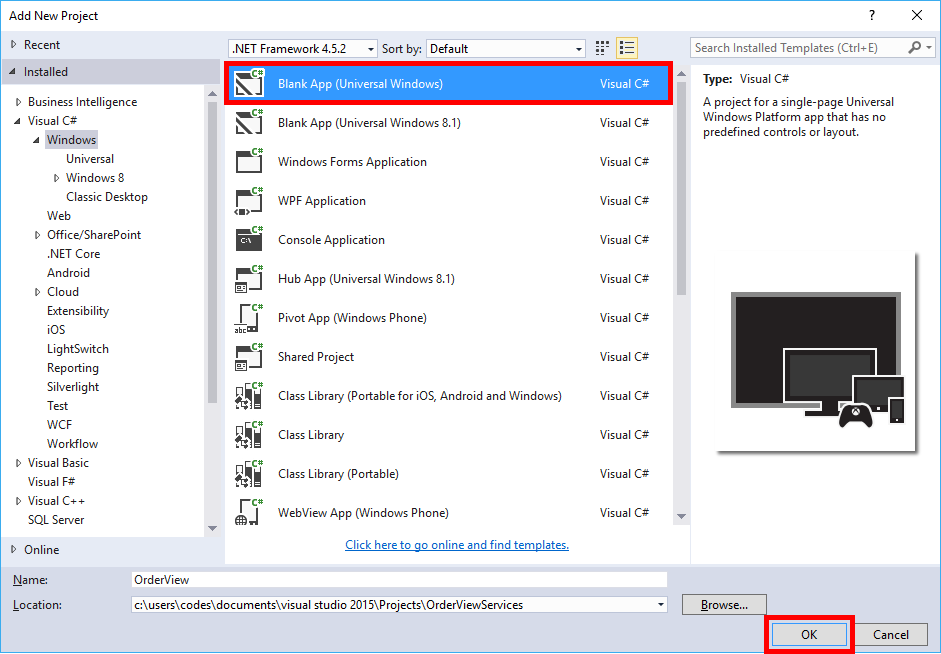 Add New Project
?
Recent
Installed
Business Intelligence
Visual C#
Windows
Universal
Windows 8
Classic Desktop
Web
Office/SharePoint
.NET Core
Android
Cloud
Extensibility
iOS
LightSwitch
Reporting
Silverlight
Test
WCF
Workflow
Visual Basic
Visual F#
Visual C++
SQL Server
Online
.NET Framework 4.5.2 Sort by: Default
C# Blank App (Universal Windows) Visual C#
C# Blank App (Universal Windows 8.1) Visual C#
C# Windows Forms Application Visual C#
C# WPF Application Visual C#
C# C:\ Console Application Visual C#
C# Hub App (Universal Windows 8.1) Visual C#
C# abc Pivot App (Windows Phone) Visual C#
C# Shared Project Visual C#
C# Class Library (Portable for iOS, Android and Windows) Visual C#
C# Class Library Visual C#
C# Class Library (Portable) Visual C#
C# WebView App (Windows Phone) Visual C#
Click here to go online and find templates.
Search Installed Templates (Ctrl+E)
Type: Visual C#
A project for a single-page Universal
Windows Platform app that has no
predefined controls or layout.
Name: OrderView
Location: c:\users\codes\documents\visual studio 2015\Projects\OrderViewServices Browse...
OK Cancel